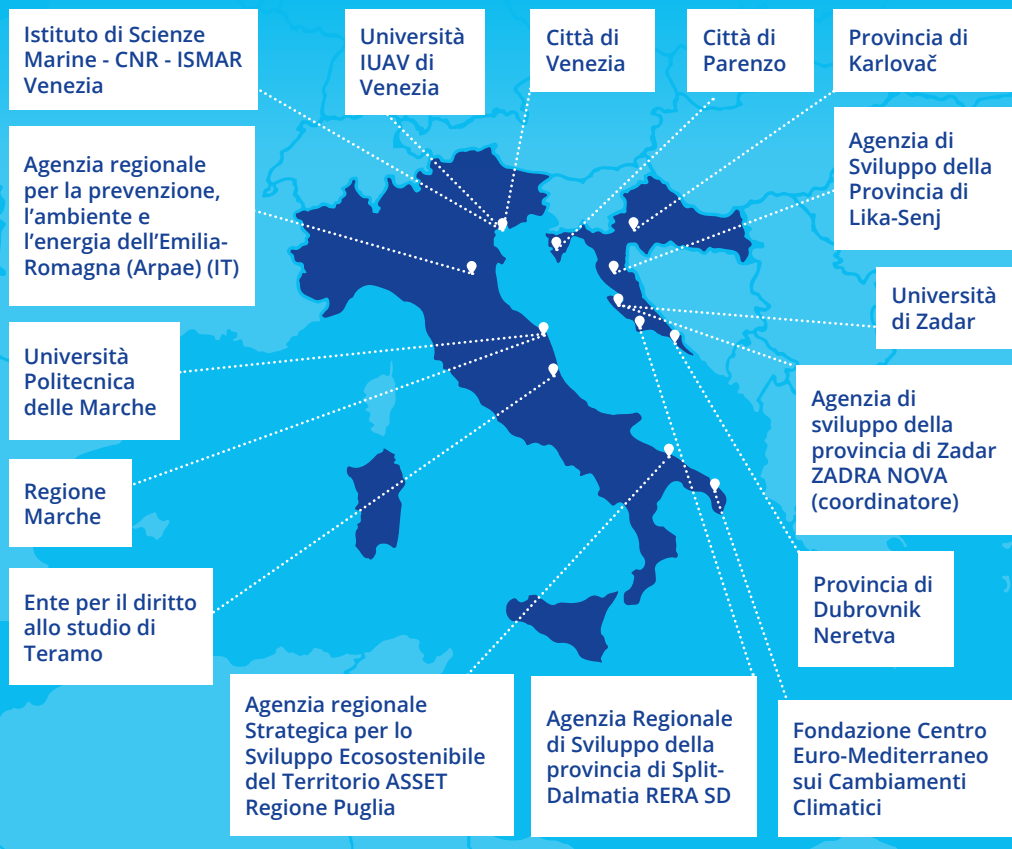 Istituto di Scienze
Marine - CNR - ISMAR
Venezia
Università
IUAV di
Venezia
Città di
Venezia
Città di
Parenzo
Provincia di
Karlovač
Agenzia di
Sviluppo della
Provincia di
Lika-Senj
Agenzia regionale
per la prevenzione,
l’ambiente e
l’energia dell’Emilia-
Romagna (Arpae) (IT)
Università
di Zadar
Università
Politecnica
delle Marche
Agenzia di
sviluppo della
provincia di Zadar
ZADRA NOVA
(coordinatore)
Regione
Marche
Provincia di
Dubrovnik
Neretva
Ente per il diritto
allo studio di
Teramo
Agenzia regionale
Strategica per lo
Sviluppo Ecosostenibile
del Territorio ASSET
Regione Puglia
Agenzia Regionale
di Sviluppo della
provincia di Split-
Dalmatia RERA SD
Fondazione Centro
Euro-Mediterraneo
sui Cambiamenti
Climatici